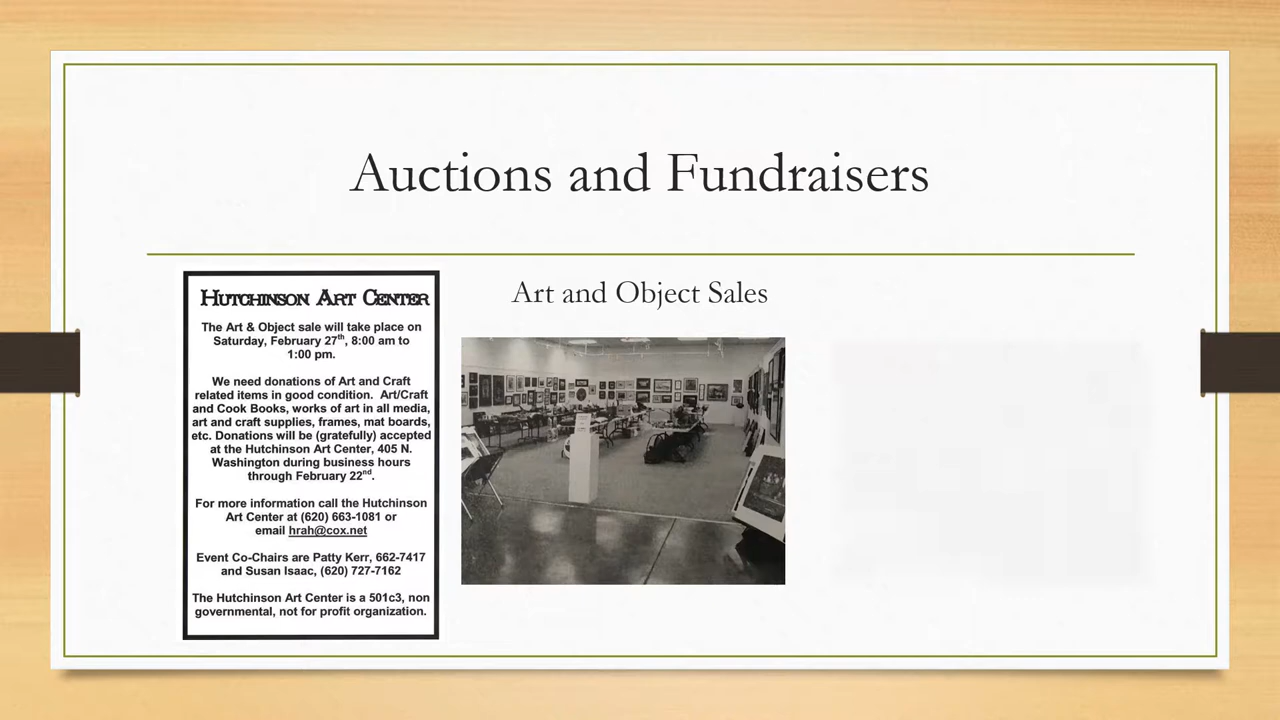 Auctions and Fundraisers
HUTCHINSON ART CENTER
The Art & Object sale will take place on
Saturday, February 27th, 8:00 am to
1:00 pm.
We need donations of Art and Craft
related items in good condition. Art/Craft
and Cook Books, works of art in all media,
art and craft supplies, frames, mat boards,
etc. Donations will be (gratefully) accepted
at the Hutchinson Art Center, 405 N.
Washington during business hours
through February 22nd.
For more information call the Hutchinson
Art Center at (620) 663-1081 or
email hrah@cox.net
Event Co-Chairs are Patty Kerr, 662-7417
and Susan Isaac, (620) 727-7162
The Hutchinson Art Center is a 501c3, non
governmental, not for profit organization.
Art and Object Sales